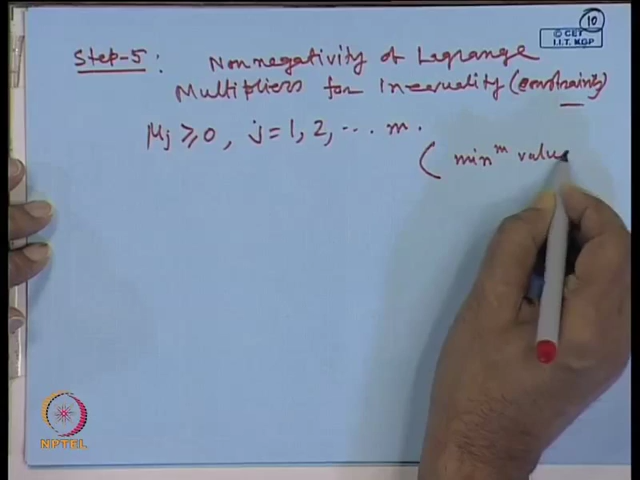 10
© CET
I.I.T. KGP
Step-5: Nonnegativity of Lagrange
Multipliers for Inequality (constraints)
μj ≥ 0, j = 1, 2, ... m.
( minᵐ value
NPTEL